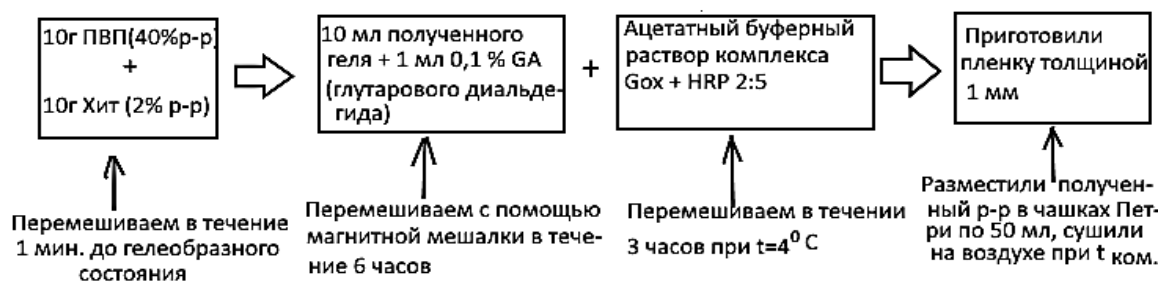 10г ПВП(40%р-р)
+
10г Хит (2% р-р)
10 мл полученного
геля + 1 мл 0,1 % GA
(глутарового диальде-
гида)
+
Ацетатный буферный
раствор комплекса
Gox + HRP 2:5
Приготовили
пленку толщиной
1 мм
Перемешиваем в течение
1 мин. до гелеобразного
состояния
Перемешиваем с помощью
магнитной мешалки в тече-
ние 6 часов
Перемешиваем в течении
3 часов при t=4⁰ С
Разместили получен-
ный р-р в чашках Пет-
ри по 50 мл, сушили
на воздухе при t ком.